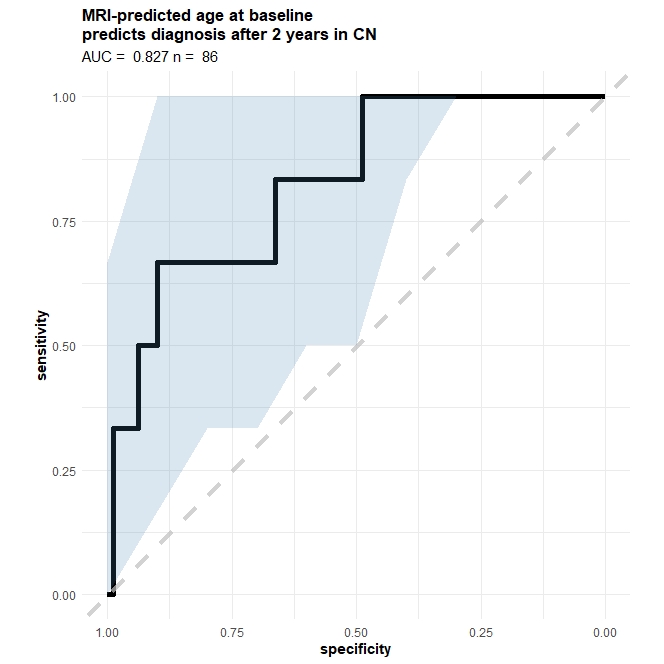 MRI-predicted age at baseline
predicts diagnosis after 2 years in CN
AUC =  0.827 n =  86
1.00
0.75
0.50
0.25
0.00
sensitivity
1.00 0.75 0.50 0.25 0.00
specificity